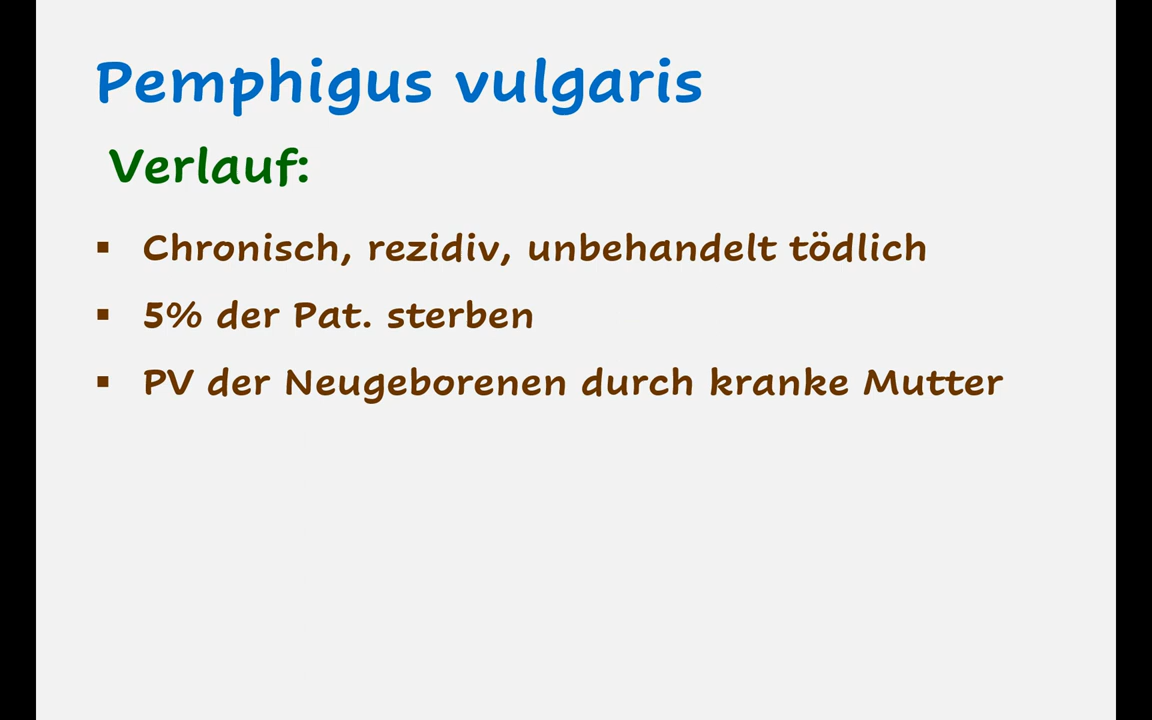 Pemphigus vulgaris
Verlauf:
▪ Chronisch, rezidiv, unbehandelt tödlich
▪ 5% der Pat. sterben
▪ PV der Neugeborenen durch kranke Mutter